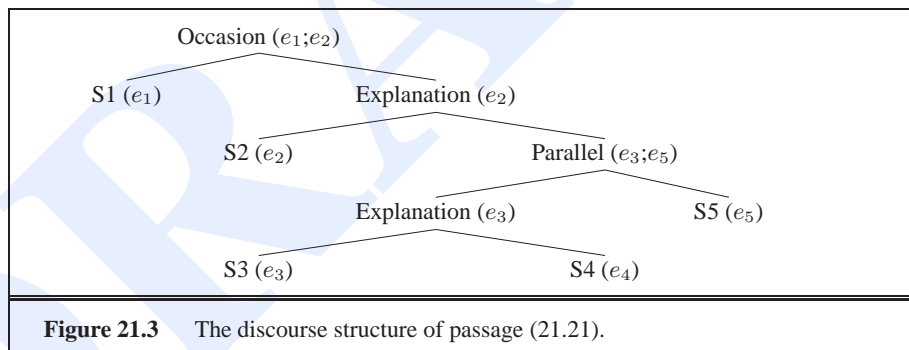 Occasion (e₁;e₂)
S1 (e₁) Explanation (e₂)
S2 (e₂) Parallel (e₃;e₅)
Explanation (e₃) S5 (e₅)
S3 (e₃) S4 (e₄)
Figure 21.3 The discourse structure of passage (21.21).